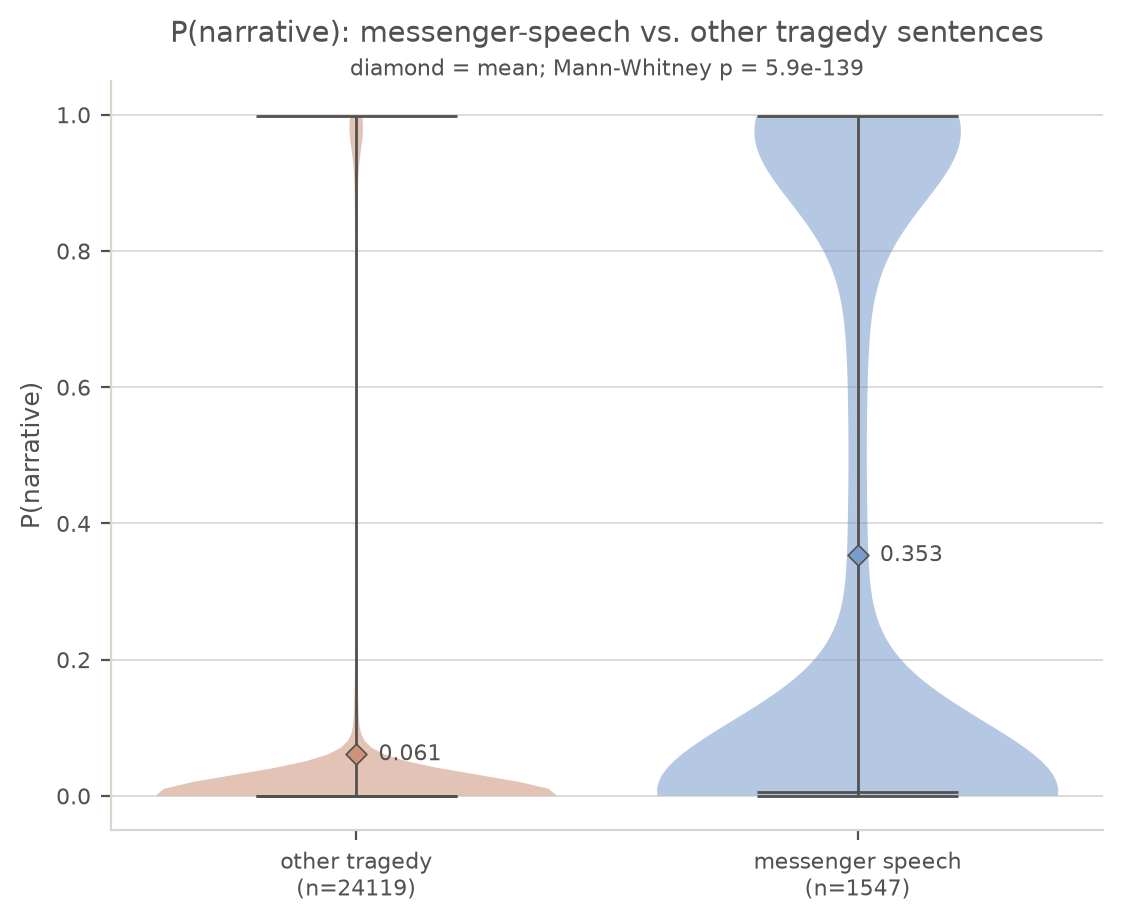 P(narrative): messenger-speech vs. other tragedy sentences
diamond = mean; Mann-Whitney p = 5.9e-139
P(narrative)
1.0
0.8
0.6
0.4
0.2
0.0
0.353
0.061
other tragedy
(n=24119)
messenger speech
(n=1547)